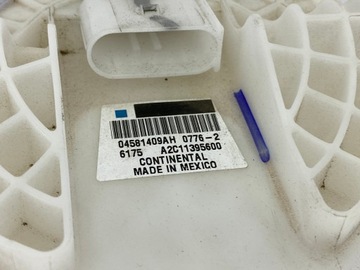 04581409AH 0776-2
6175 A2C11395600
CONTINENTAL
MADE IN MEXICO